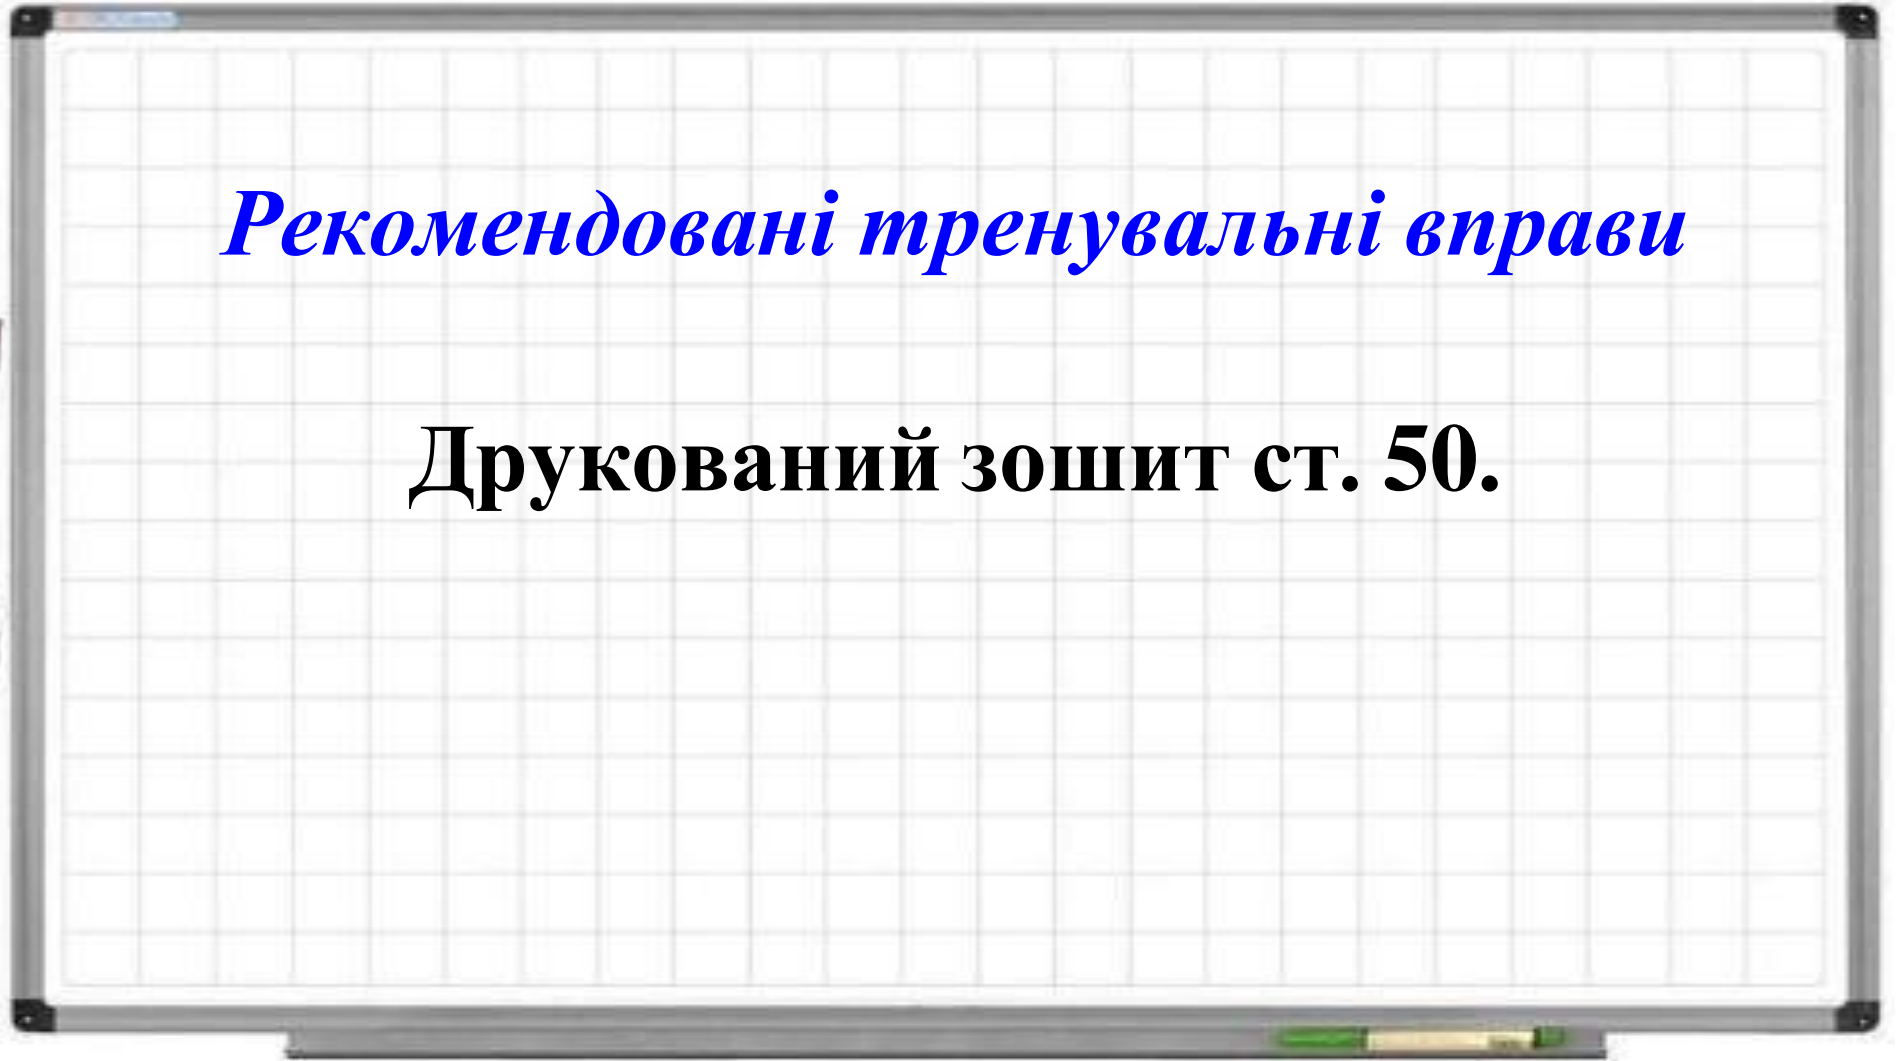 Рекомендовані тренувальні вправи
Друкований зошит ст. 50.